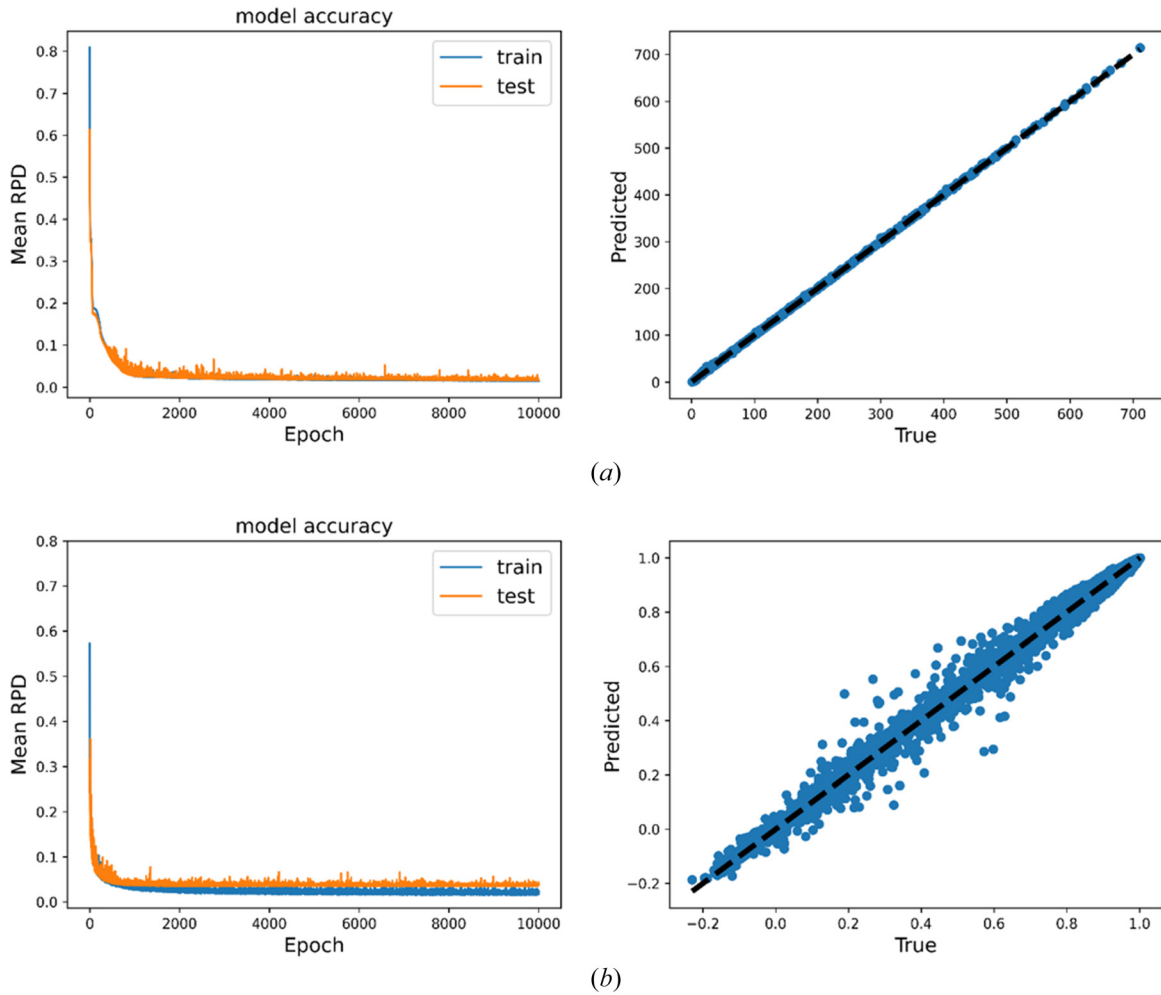 model accuracy
train
test
Mean RPD
0.8
0.7
0.6
0.5
0.4
0.3
0.2
0.1
0.0
0 2000 4000 6000 8000 10000
Epoch
Predicted
700
600
500
400
300
200
100
0
0 100 200 300 400 500 600 700
True
(a)
model accuracy
train
test
Mean RPD
0.8
0.7
0.6
0.5
0.4
0.3
0.2
0.1
0.0
0 2000 4000 6000 8000 10000
Epoch
Predicted
1.0
0.8
0.6
0.4
0.2
0.0
−0.2
−0.2 0.0 0.2 0.4 0.6 0.8 1.0
True
(b)